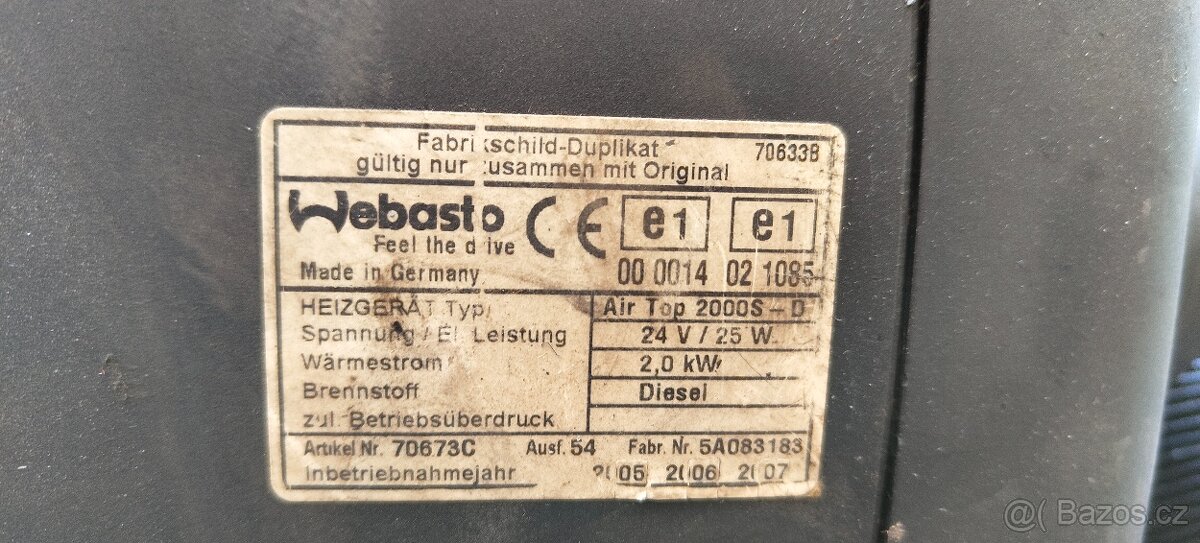 Fabrikschild-Duplikat 70633B
gültig nur zusammen mit Original
Webasto CE e1 e1
Feel the drive
Made in Germany 00 0014 02 1085
HEIZGERÄT Typ Air Top 2000S-D
Spannung / El. Leistung 24 V / 25 W
Wärmestrom 2,0 kW
Brennstoff Diesel
zul. Betriebsüberdruck
Artikel Nr. 70673C Ausf. 54 Fabr. Nr. 5A083183
Inbetriebnahmejahr 2005 2006 2007
@( Bazos.cz